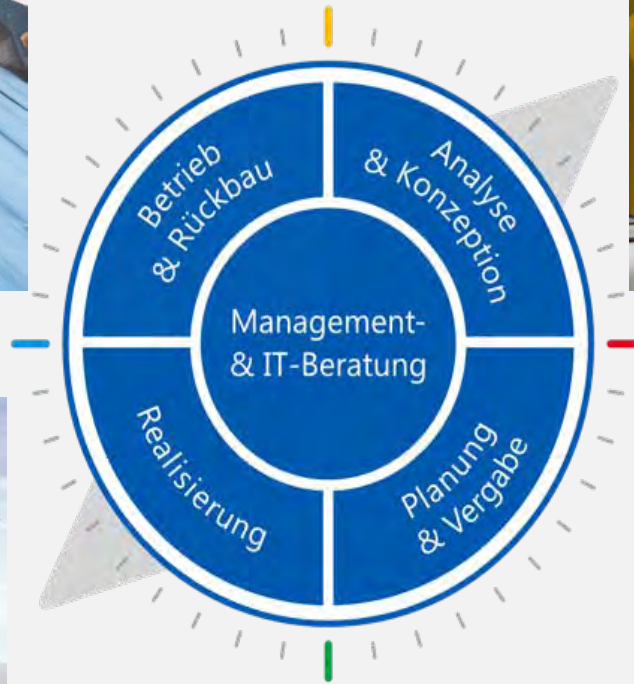 Betrieb
& Rückbau
Analyse
& Konzeption
Management-
& IT-Beratung
Realisierung
Planung
& Vergabe